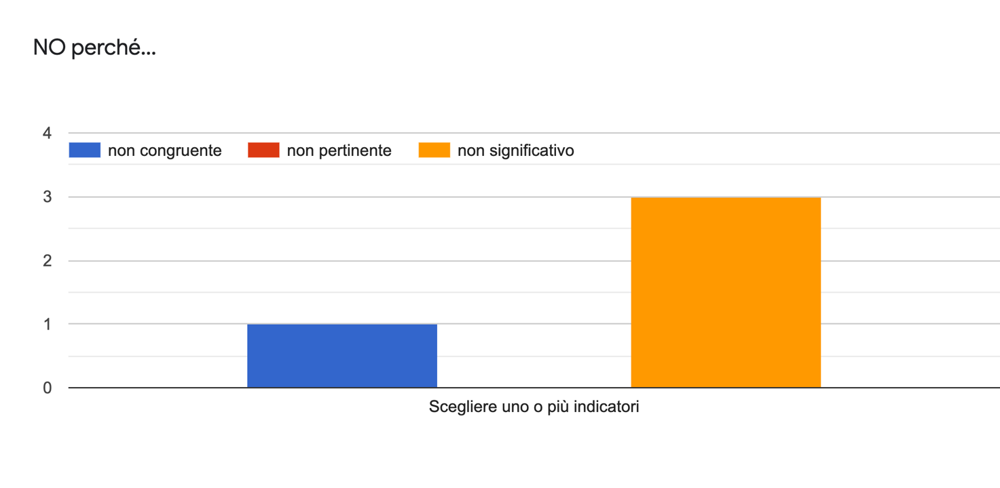 NO perché...
4
non congruente non pertinente non significativo
3
2
1
0
Scegliere uno o più indicatori